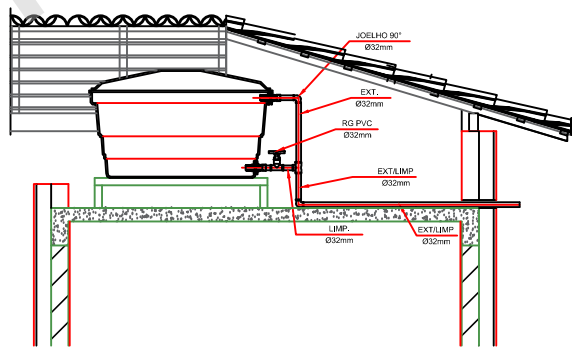 JOELHO 90°
Ø32mm
EXT.
Ø32mm
RG PVC
Ø32mm
EXT/LIMP
Ø32mm
LIMP.
Ø32mm
EXT/LIMP
Ø32mm